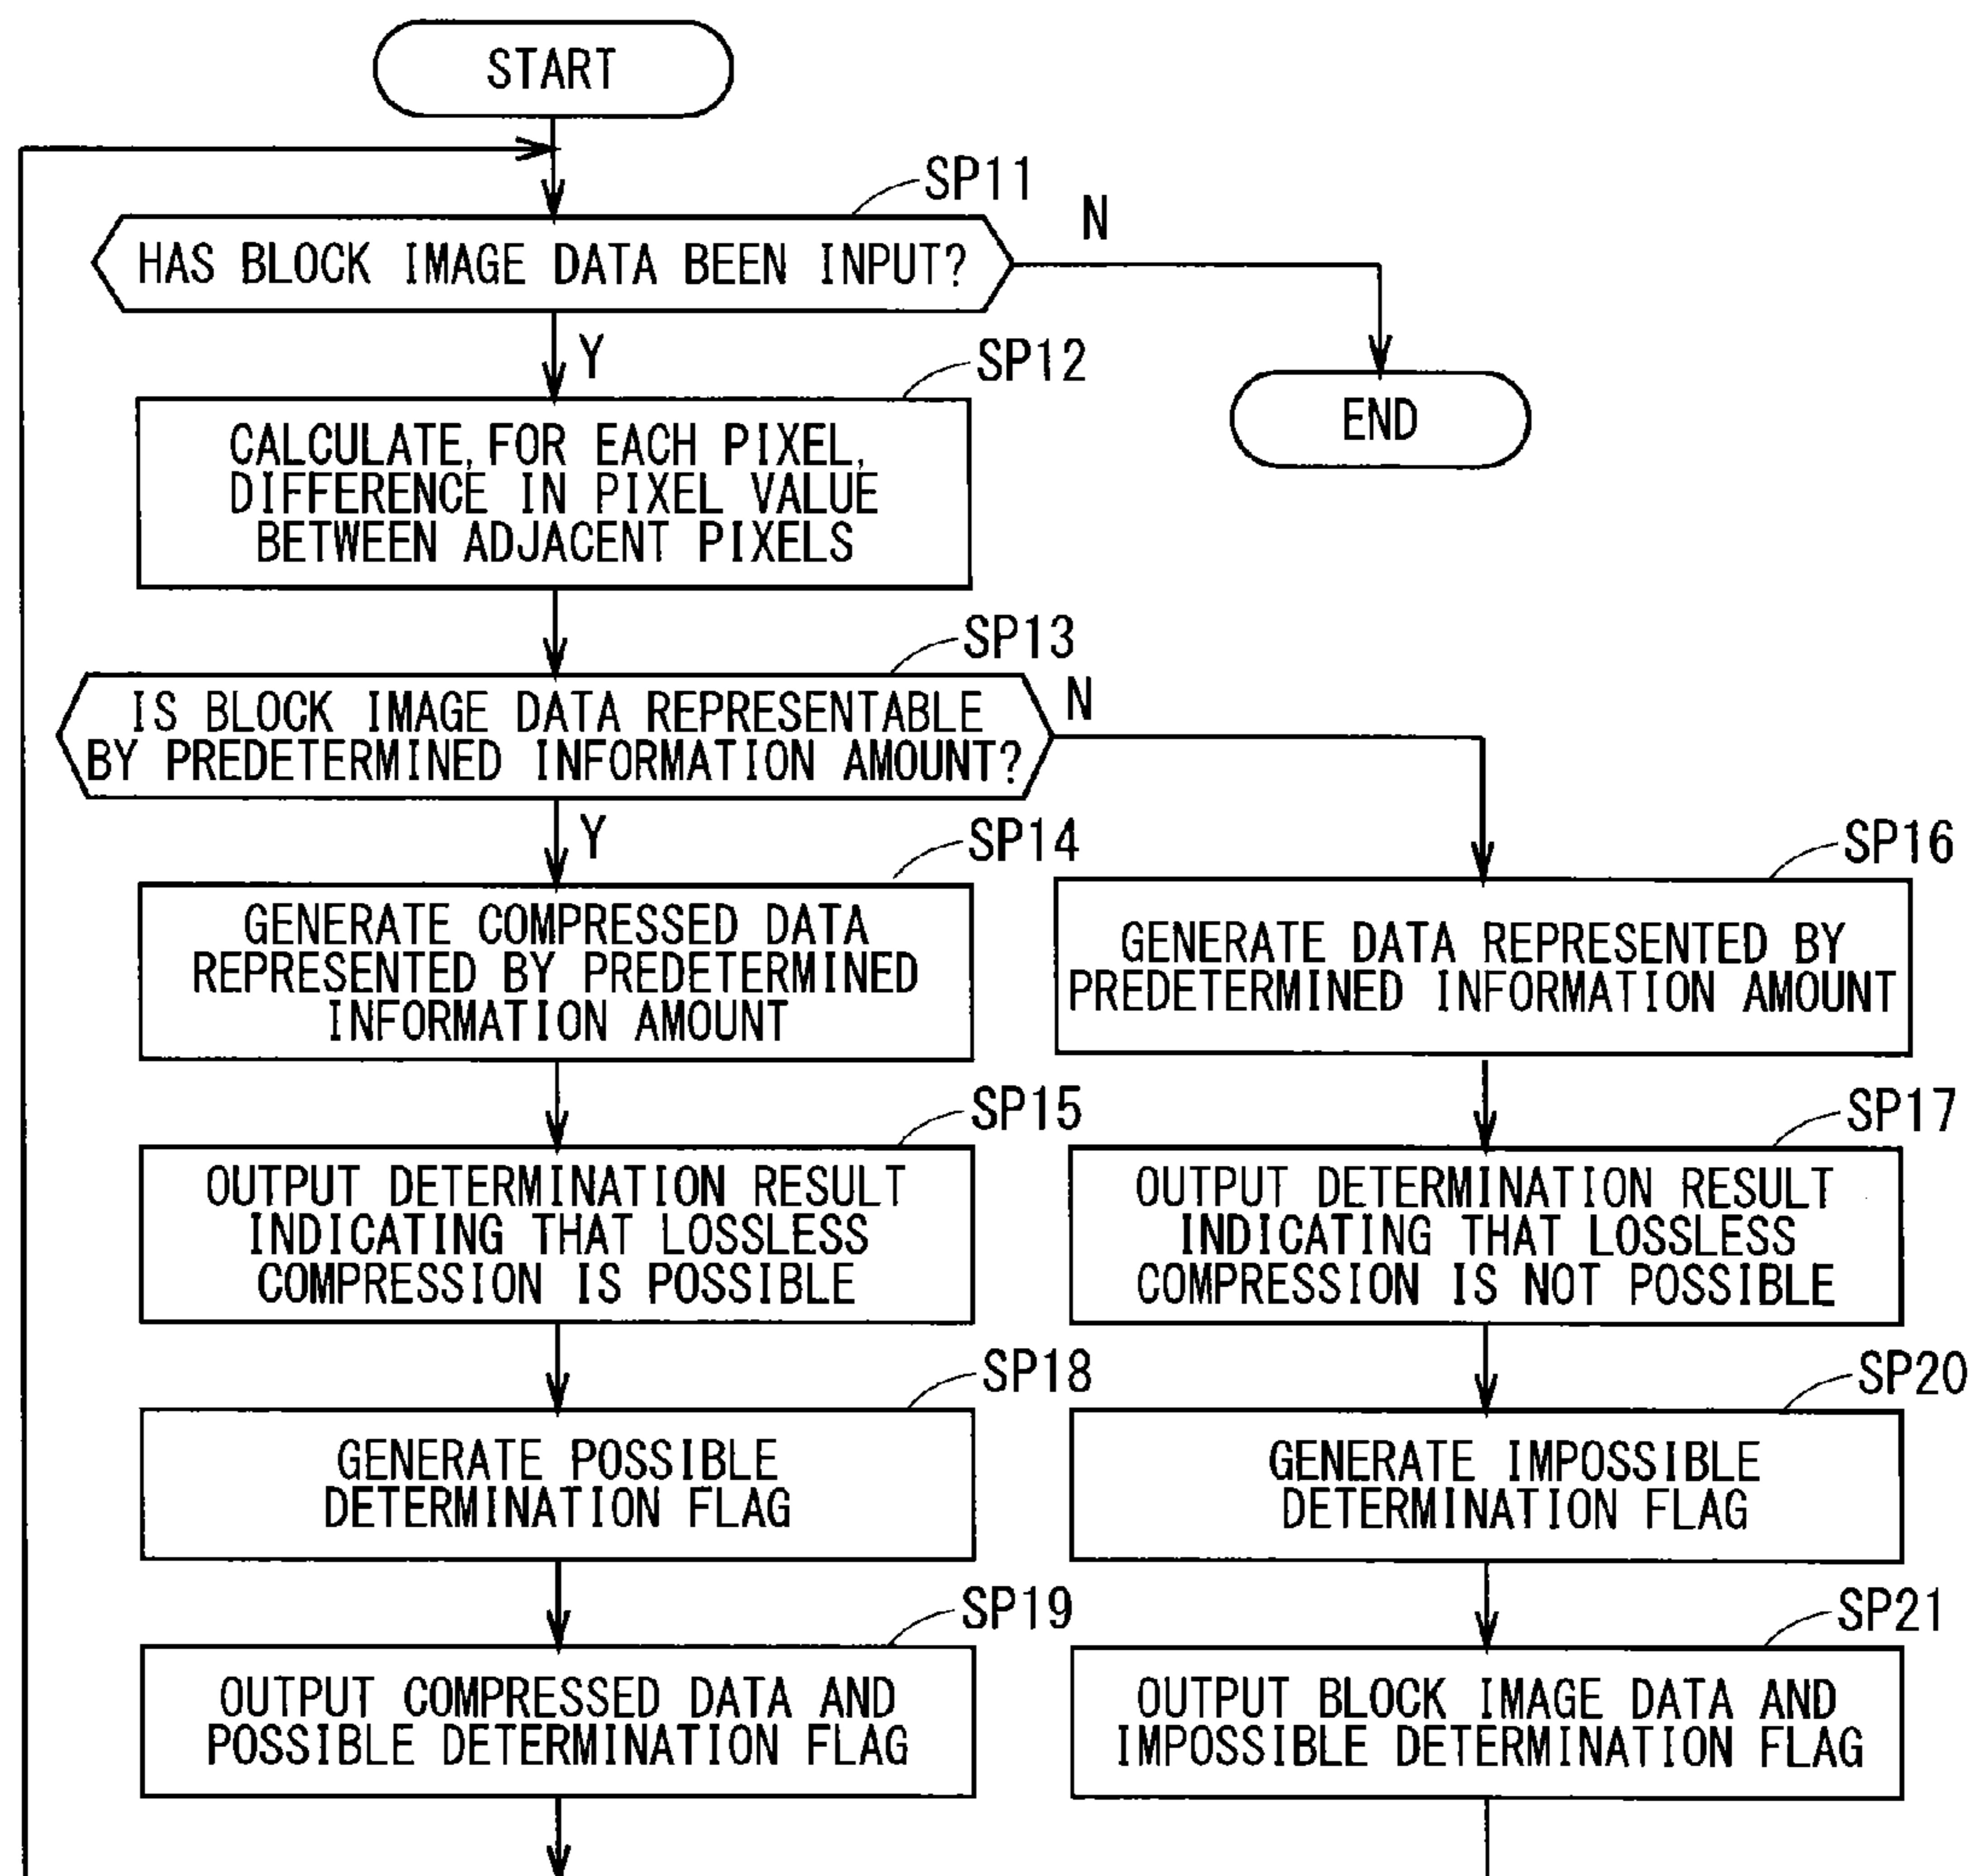 START
SP11
HAS BLOCK IMAGE DATA BEEN INPUT?
N
Y
END
SP12
CALCULATE, FOR EACH PIXEL,
DIFFERENCE IN PIXEL VALUE
BETWEEN ADJACENT PIXELS
SP13
IS BLOCK IMAGE DATA REPRESENTABLE
BY PREDETERMINED INFORMATION AMOUNT?
N
Y
SP14
GENERATE COMPRESSED DATA
REPRESENTED BY PREDETERMINED
INFORMATION AMOUNT
SP16
GENERATE DATA REPRESENTED BY
PREDETERMINED INFORMATION AMOUNT
SP15
OUTPUT DETERMINATION RESULT
INDICATING THAT LOSSLESS
COMPRESSION IS POSSIBLE
SP17
OUTPUT DETERMINATION RESULT
INDICATING THAT LOSSLESS
COMPRESSION IS NOT POSSIBLE
SP18
GENERATE POSSIBLE
DETERMINATION FLAG
SP20
GENERATE IMPOSSIBLE
DETERMINATION FLAG
SP19
OUTPUT COMPRESSED DATA AND
POSSIBLE DETERMINATION FLAG
SP21
OUTPUT BLOCK IMAGE DATA AND
IMPOSSIBLE DETERMINATION FLAG